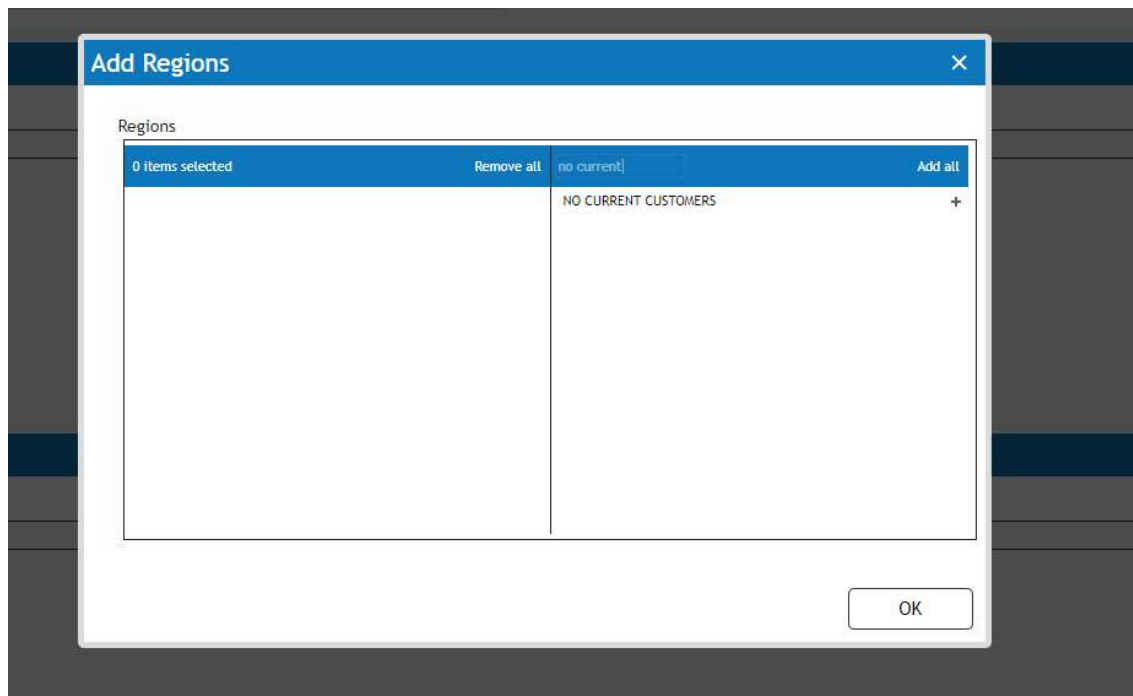 Add Regions
Regions
0 items selected Remove all no current Add all
NO CURRENT CUSTOMERS +
OK